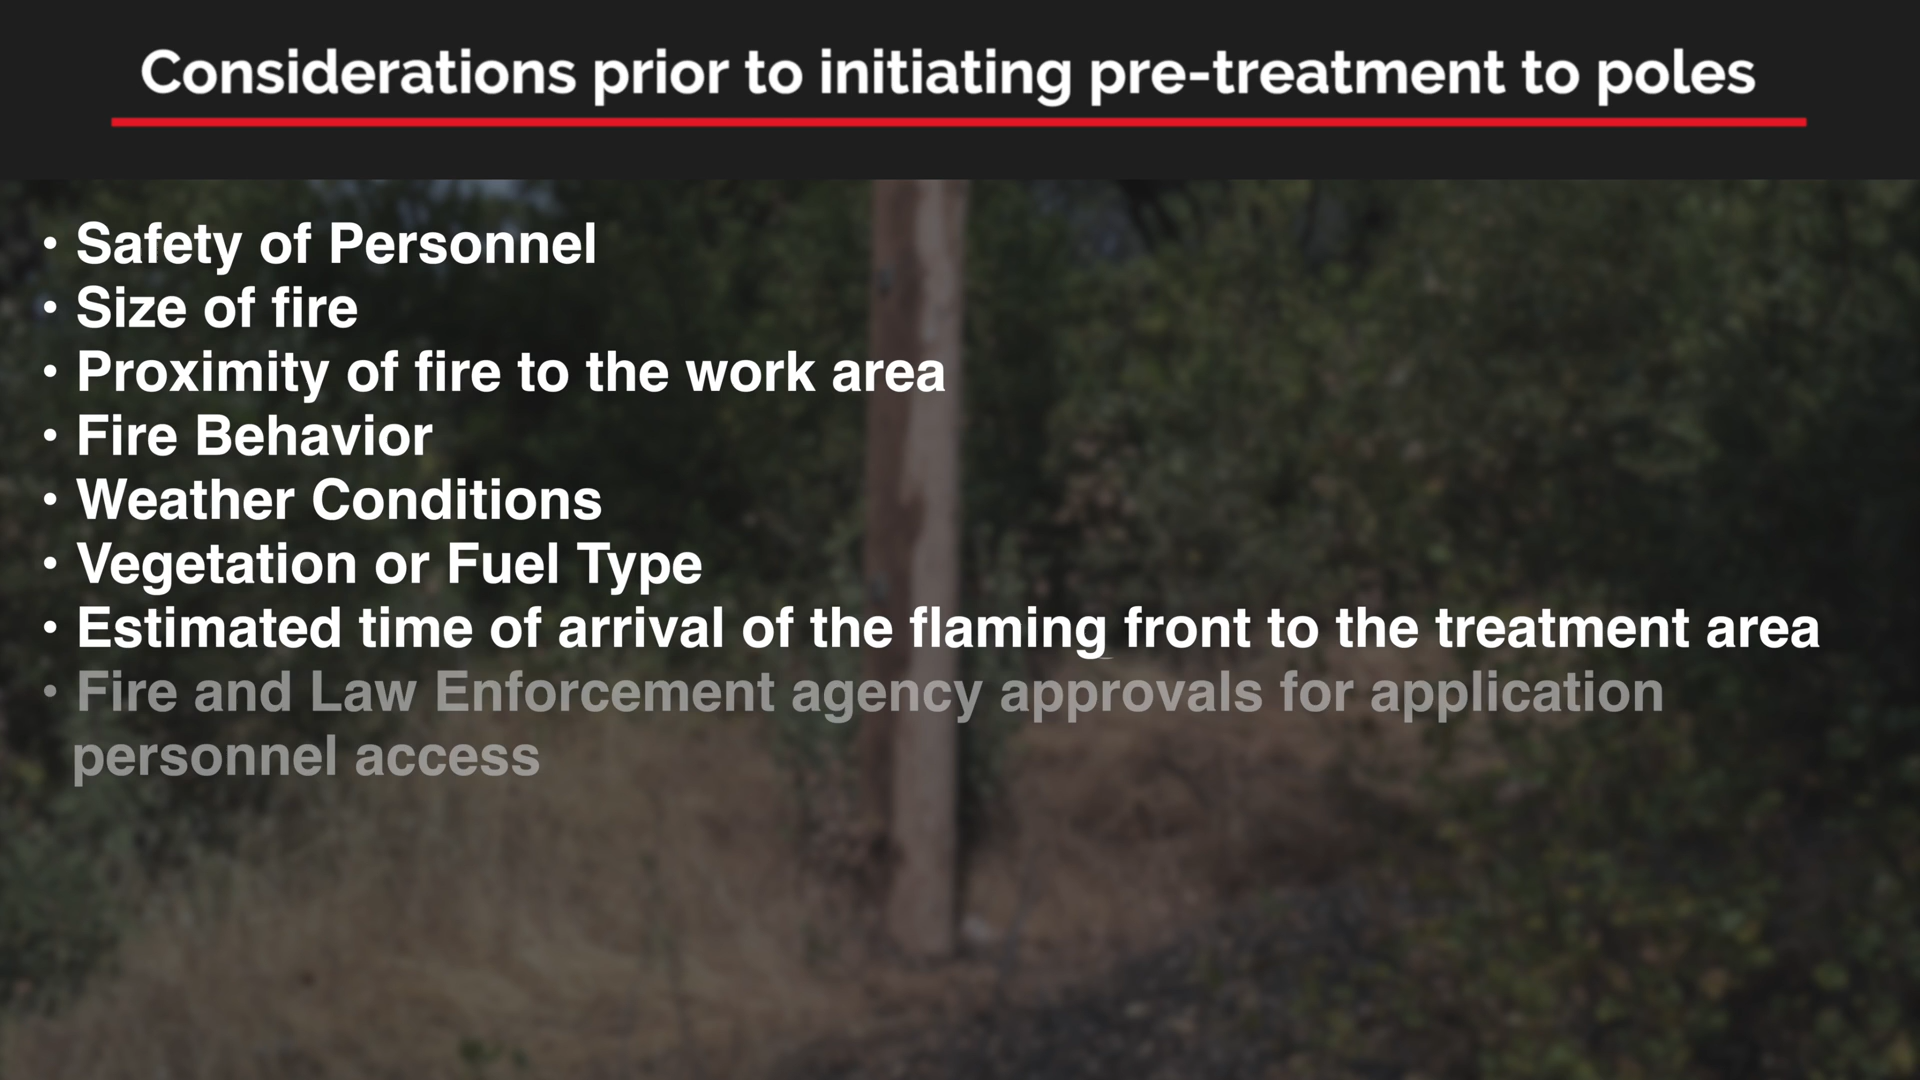 Considerations prior to initiating pre-treatment to poles
• Safety of Personnel
• Size of fire
• Proximity of fire to the work area
• Fire Behavior
• Weather Conditions
• Vegetation or Fuel Type
• Estimated time of arrival of the flaming front to the treatment area
• Fire and Law Enforcement agency approvals for application
personnel access